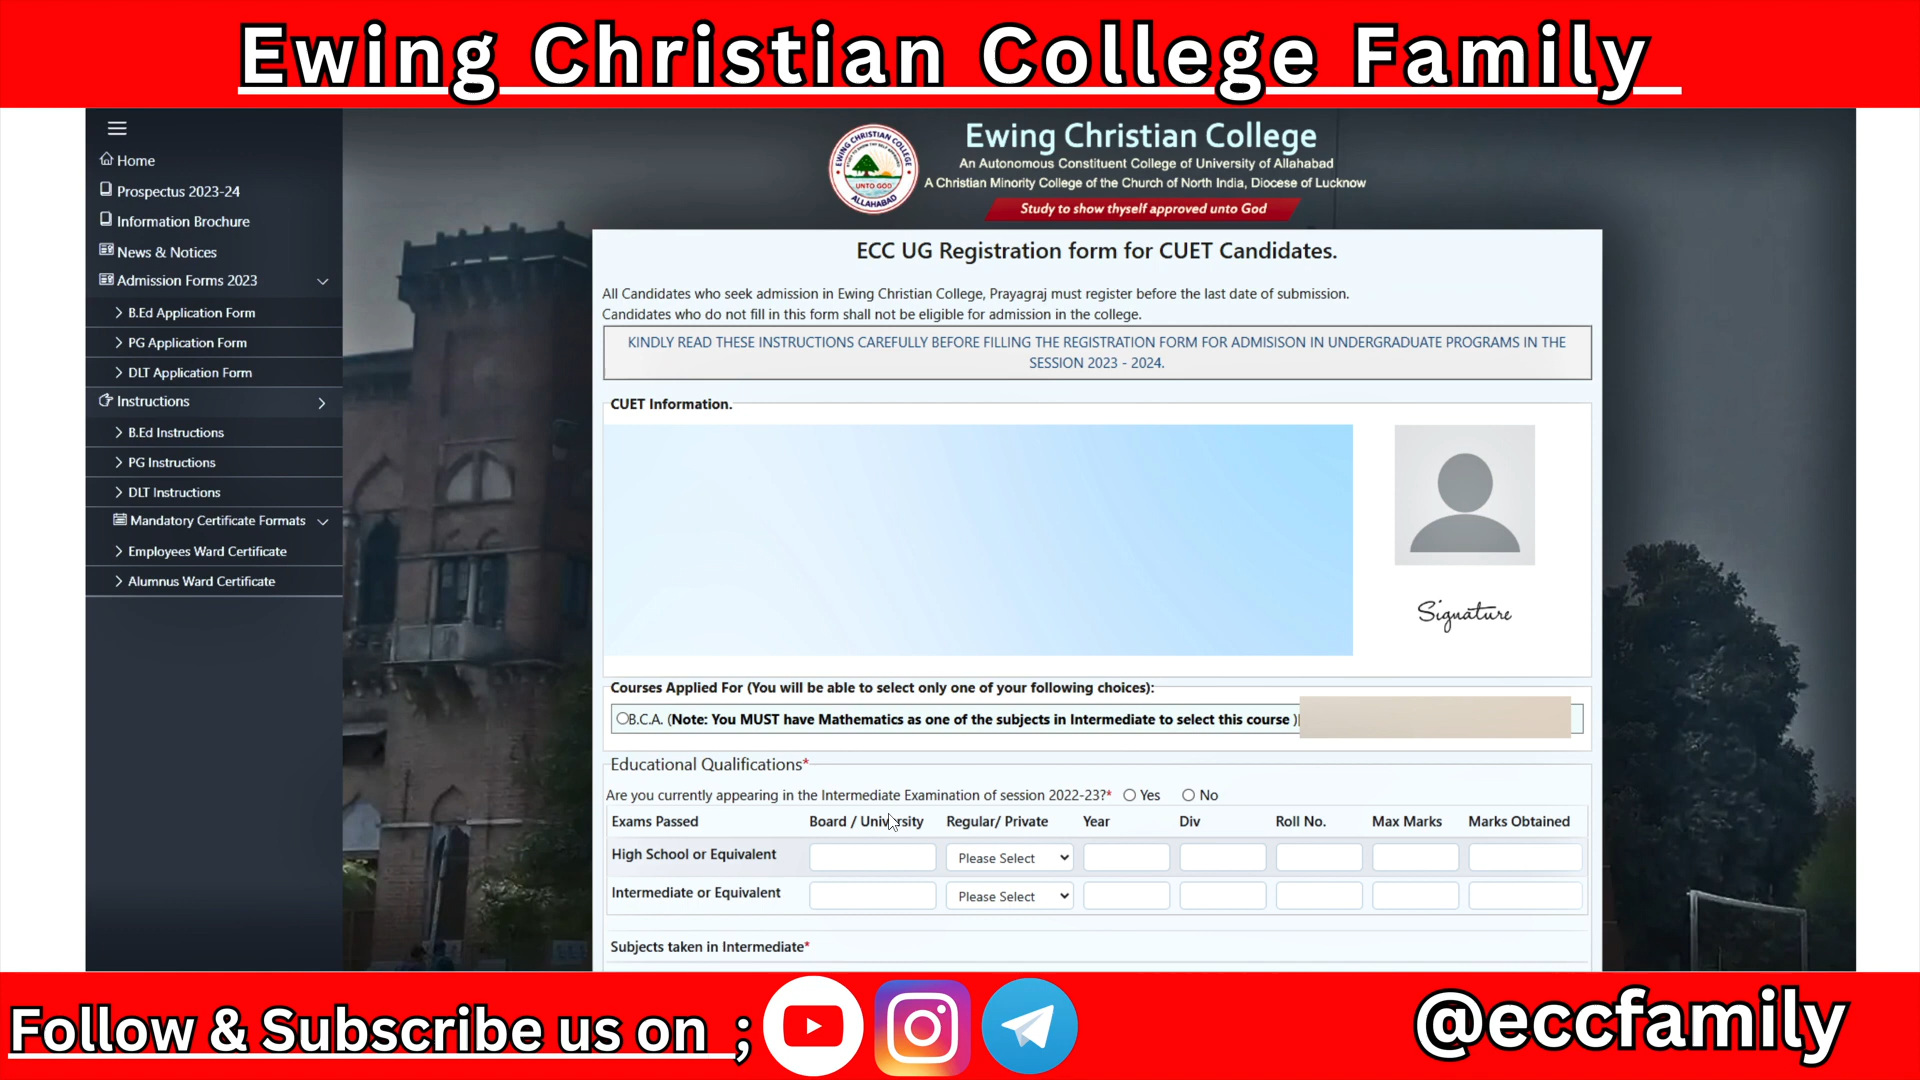 Ewing Christian College Family
Home
Prospectus 2023-24
Information Brochure
News & Notices
Admission Forms 2023
B.Ed Application Form
PG Application Form
DLT Application Form
Instructions
B.Ed Instructions
PG Instructions
DLT Instructions
Mandatory Certificate Formats
Employees Ward Certificate
Alumnus Ward Certificate
EWING CHRISTIAN COLLEGE
UNTO GOD
ALLAHABAD
Ewing Christian College
An Autonomous Constituent College of University of Allahabad
A Christian Minority College of the Church of North India, Diocese of Lucknow
Study to show thyself approved unto God
ECC UG Registration form for CUET Candidates.
All Candidates who seek admission in Ewing Christian College, Prayagraj must register before the last date of submission.
Candidates who do not fill in this form shall not be eligible for admission in the college.
KINDLY READ THESE INSTRUCTIONS CAREFULLY BEFORE FILLING THE REGISTRATION FORM FOR ADMISISON IN UNDERGRADUATE PROGRAMS IN THE
SESSION 2023 - 2024.
CUET Information.
Signature
Courses Applied For (You will be able to select only one of your following choices):
B.C.A. (Note: You MUST have Mathematics as one of the subjects in Intermediate to select this course )
Educational Qualifications*
Are you currently appearing in the Intermediate Examination of session 2022-23?* Yes No
Exams Passed Board / University Regular/ Private Year Div Roll No. Max Marks Marks Obtained
High School or Equivalent Please Select
Intermediate or Equivalent Please Select
Subjects taken in Intermediate*
Follow & Subscribe us on ; @eccfamily